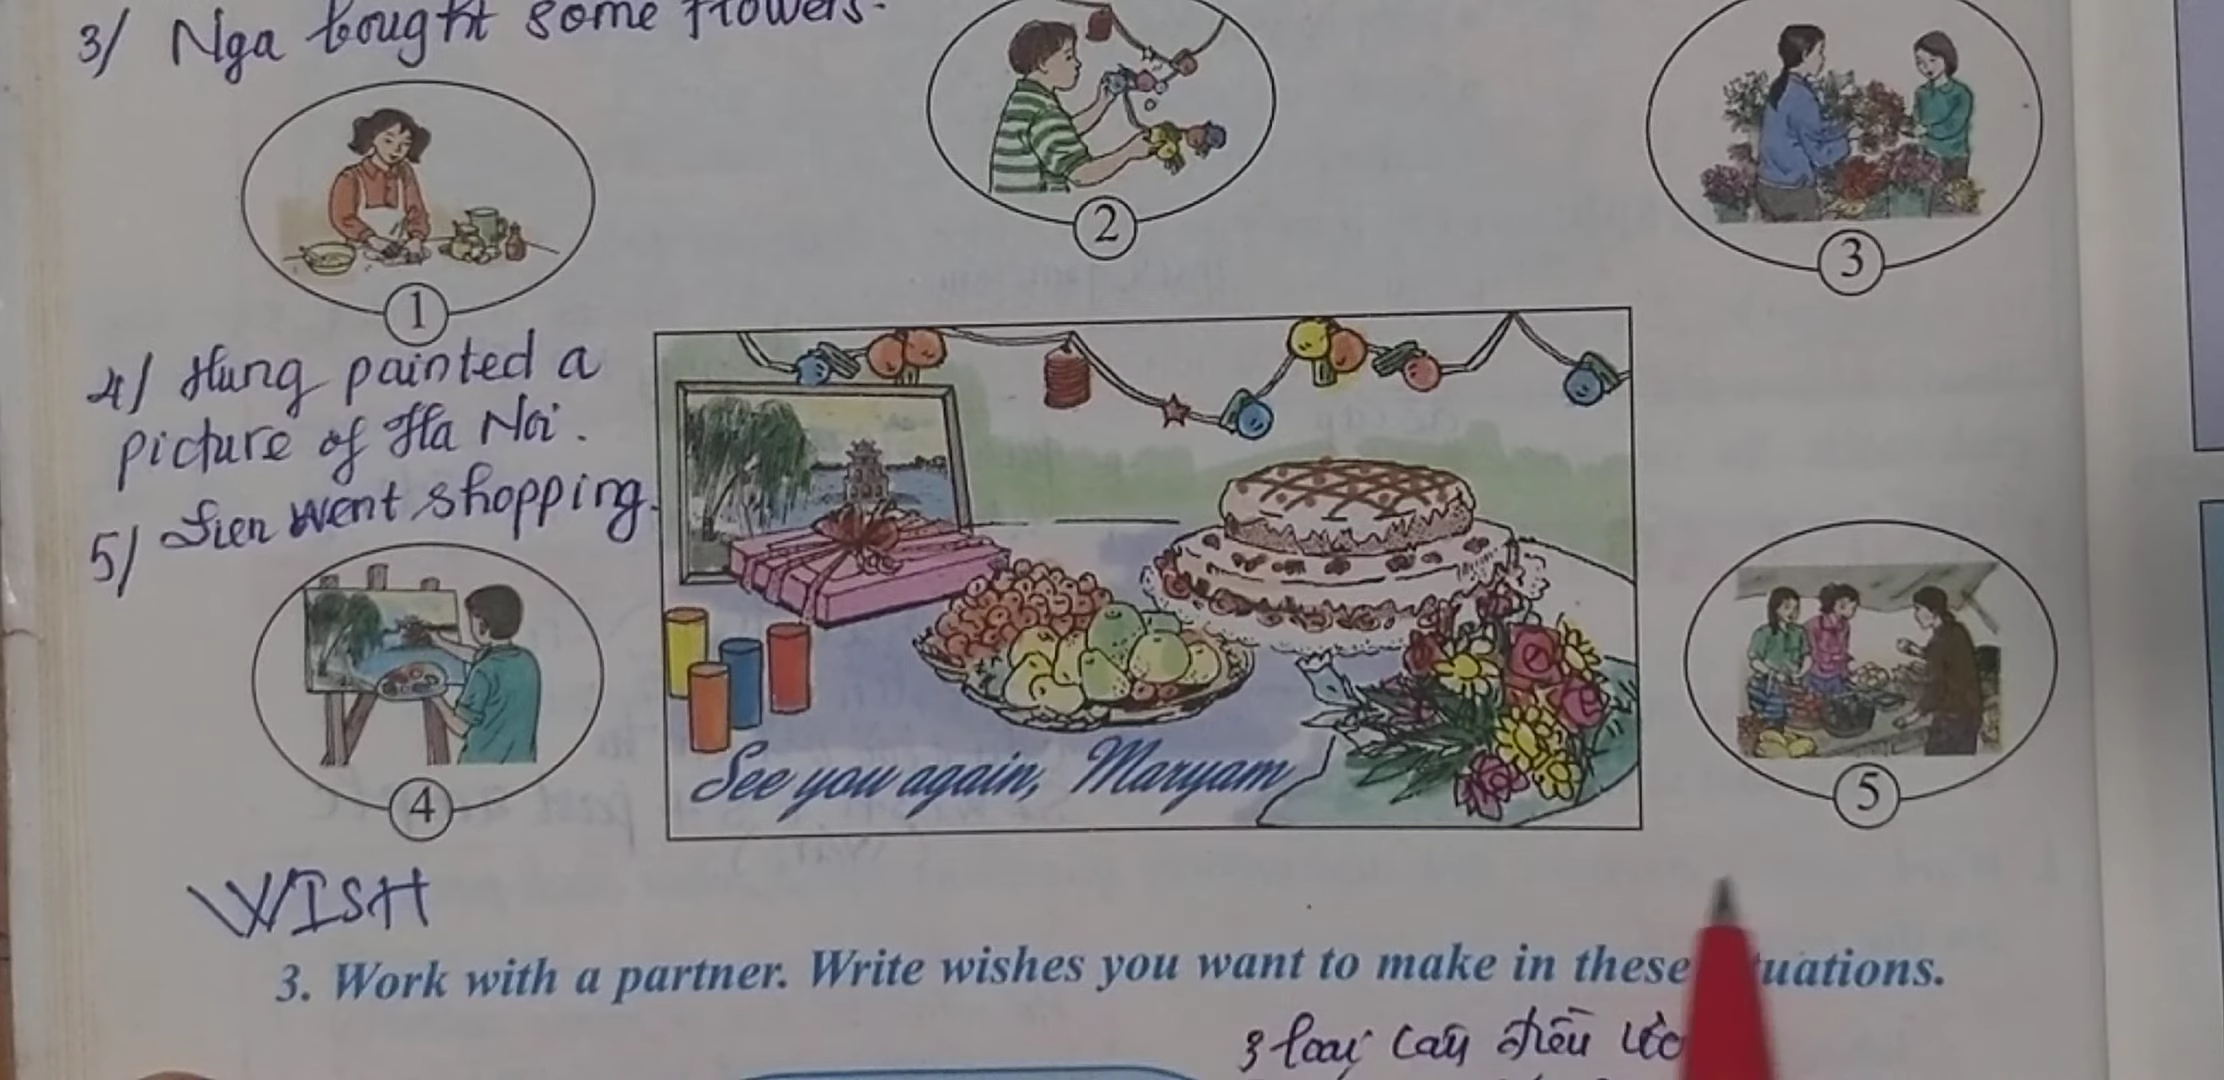 3/ Nga bought some flowers.
1
2
3
4/ Hung painted a
picture of Ha Noi.
5/ Lien went shopping.
See you again, Maryam
4
5
WISH
3. Work with a partner. Write wishes you want to make in these
3 loại câu điều